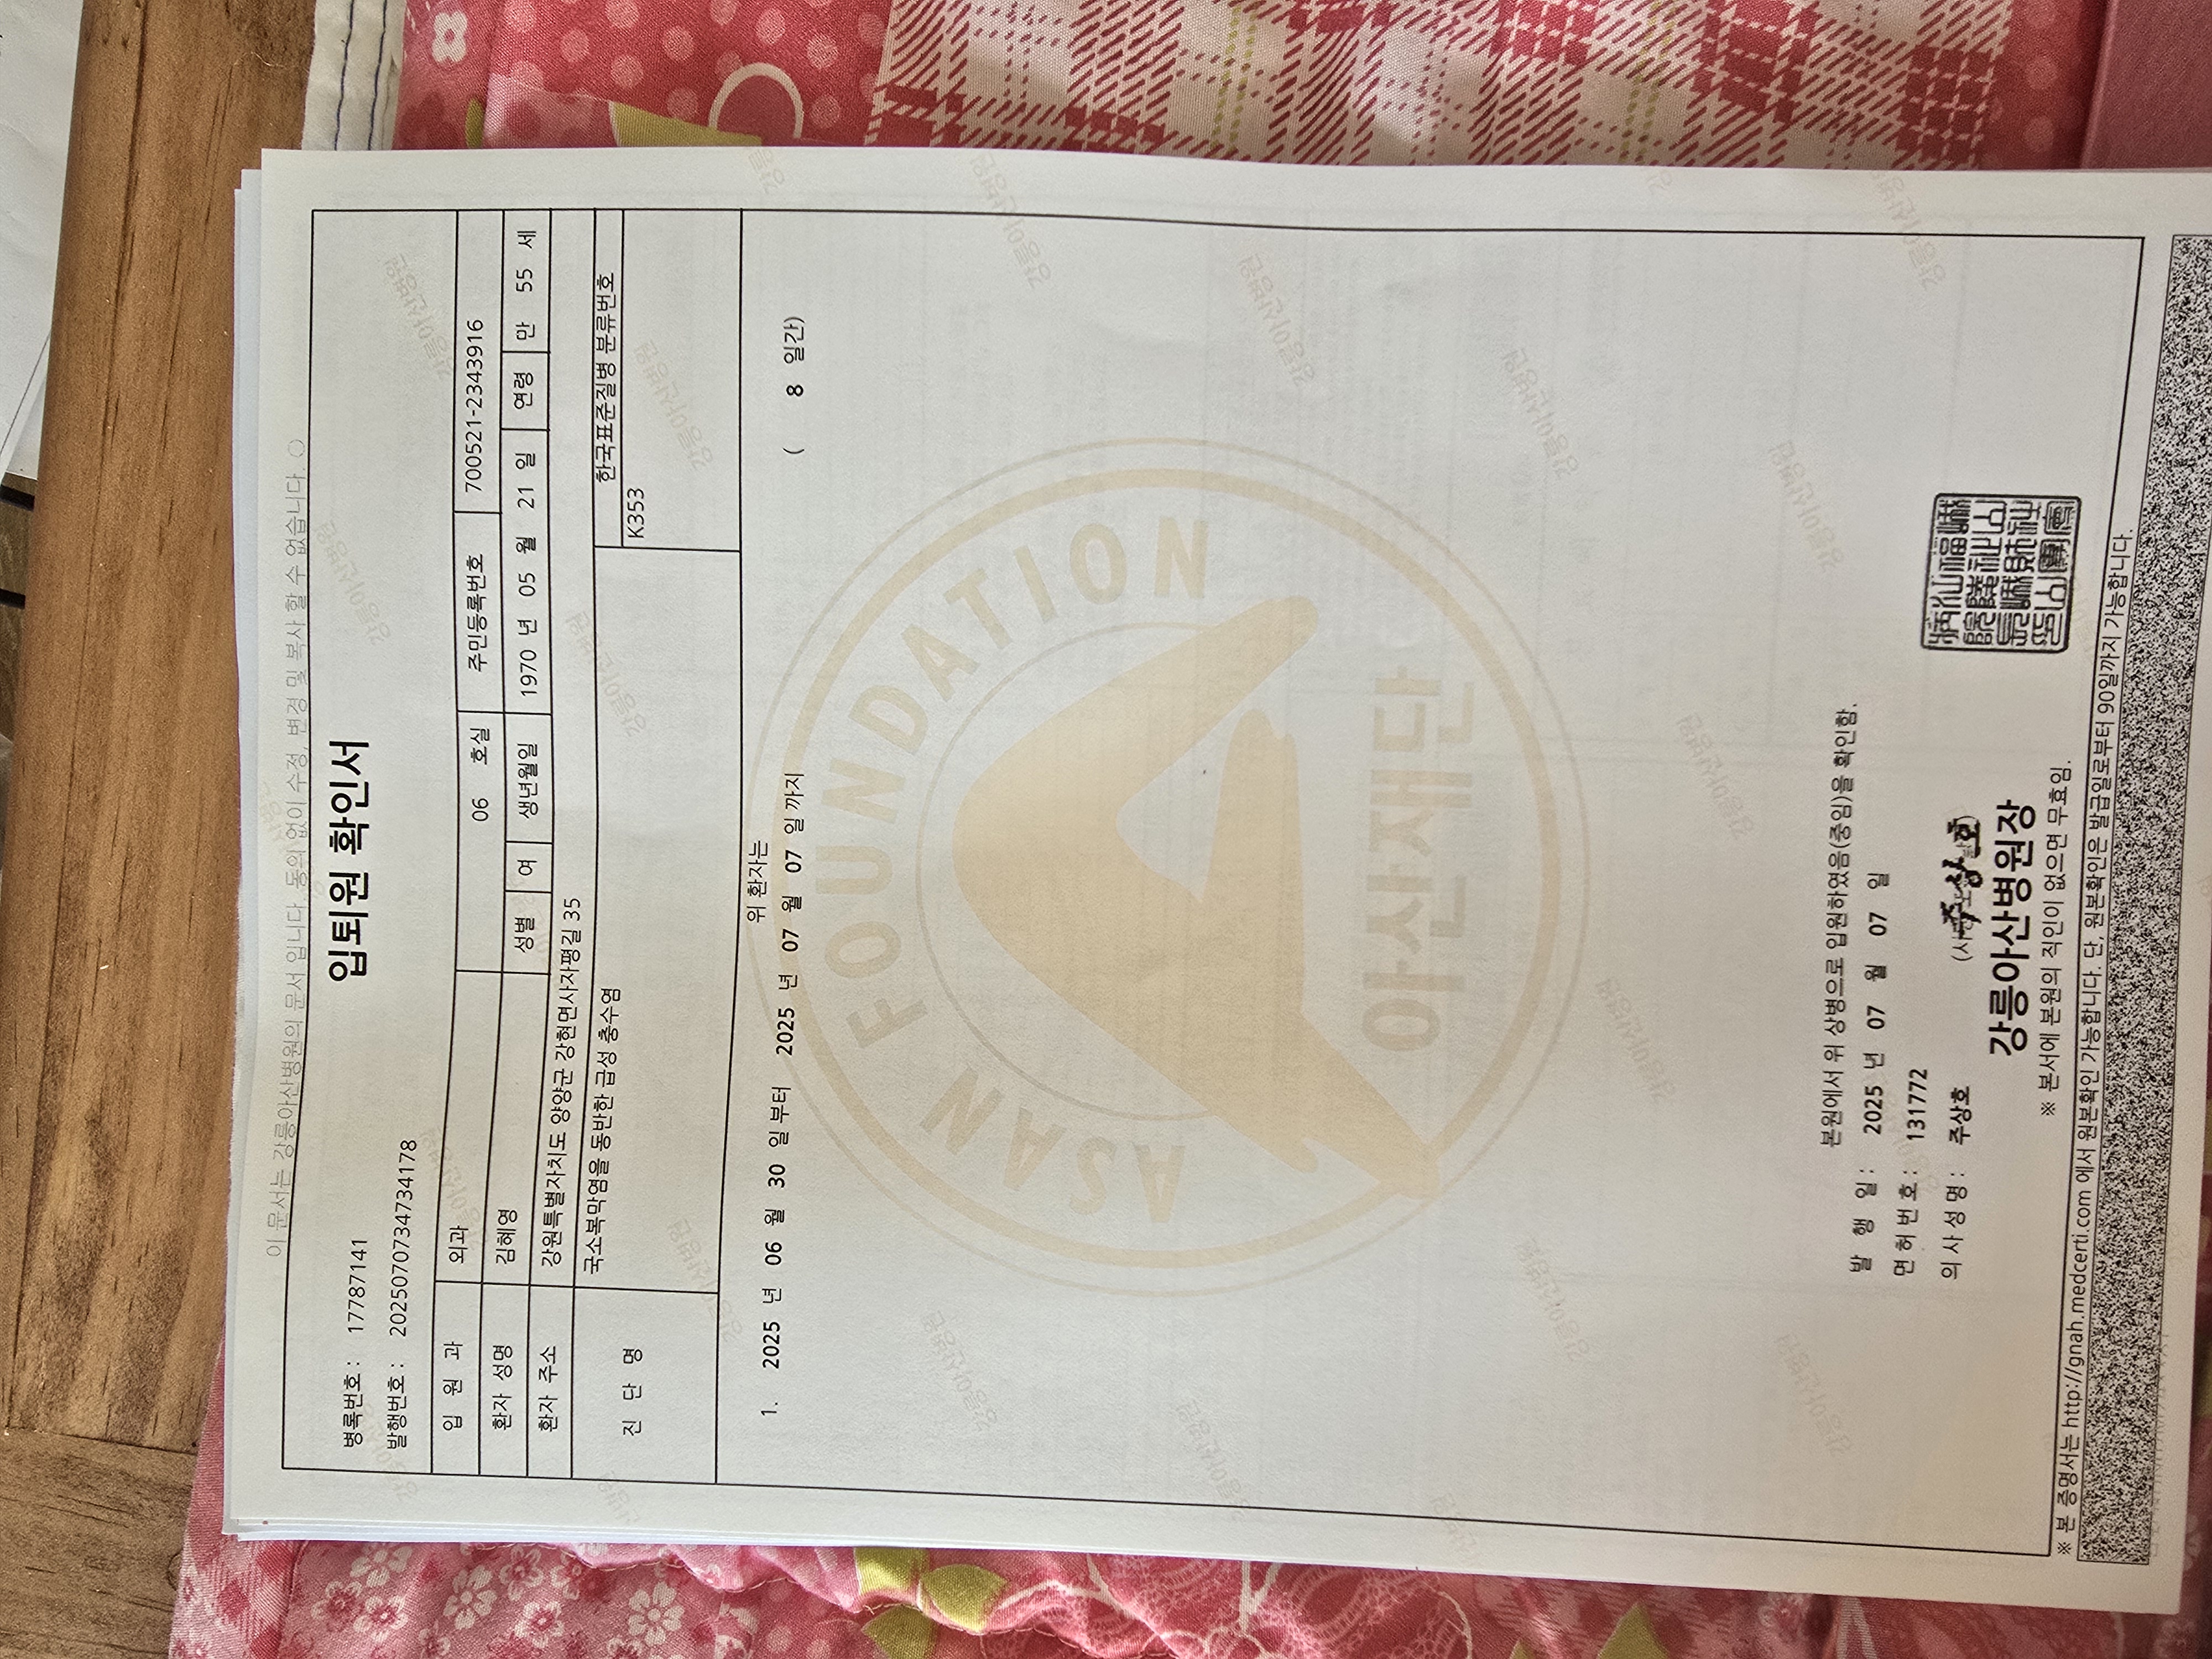 이 문서는 강릉아산병원의 문서 입니다. 동의 없이 수정, 변경 및 복사 할 수 없습니다.
입퇴원 확인서
병록번호 : 17787141
발행번호 : 20250707347341​78
입 원 과 외과 06 호실 주민등록번호 700521-2343916
환자 성명 김혜영 성별 여 생년월일 1970 년 05 월 21 일 연령 만 55 세
환자 주소 강원특별자치도 양양군 강현면사자평길 35
진 단 명 국소복막염을 동반한 급성 충수염 한국표준질병 분류번호
K353
위 환자는
1. 2025 년 06 월 30 일 부터 2025 년 07 월 07 일 까지 ( 8 일간)
ASAN FOUNDATION
아산재단
본원에서 위 상병으로 입원하였음(중임)을 확인함.
발 행 일 : 2025 년 07 월 07 일
면허번호 : 131772
의사성명 : 주상호 주상호
강릉아산병원장
※ 본서에 본원의 직인이 없으면 무효임.
※ 본 증명서는 http://gnah.medcerti.com 에서 원본확인 가능합니다. 단, 원본확인은 발급일로부터 90일까지 가능합니다.